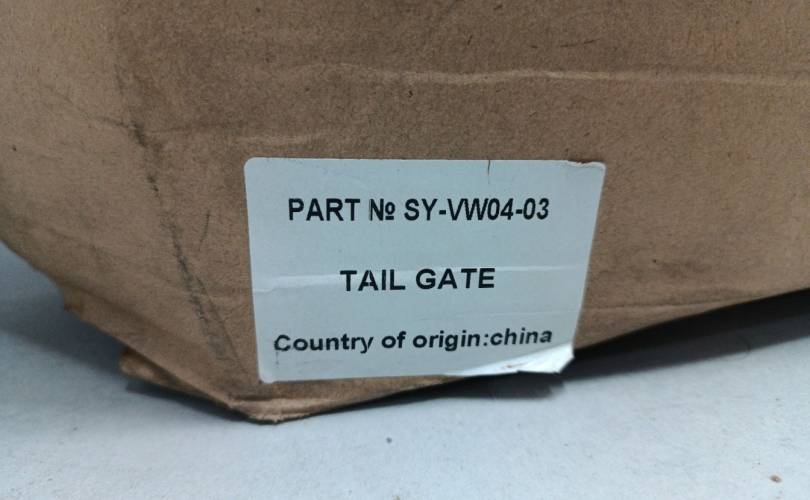 PART № SY-VW04-03
TAIL GATE
Country of origin:china